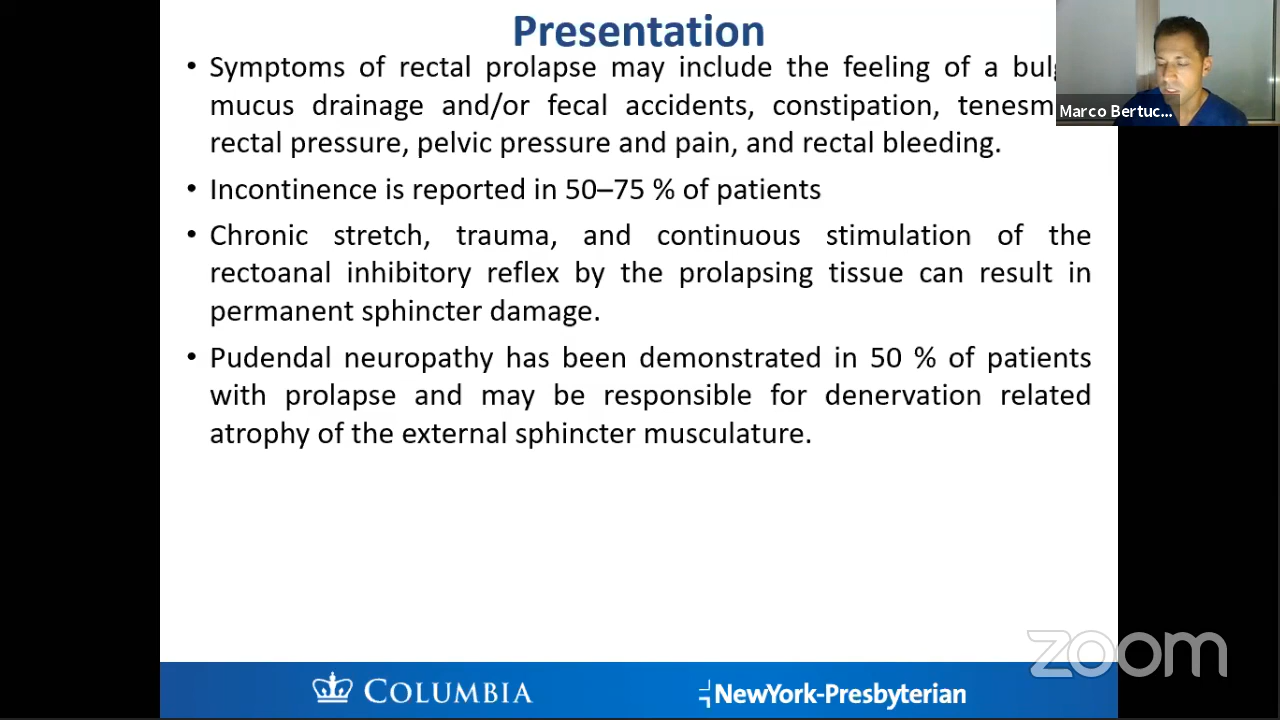 Presentation
• Symptoms of rectal prolapse may include the feeling of a
mucus drainage and/or fecal accidents, constipation,
rectal pressure, pelvic pressure and pain, and rectal bleeding.
• Incontinence is reported in 50–75 % of patients
• Chronic stretch, trauma, and continuous stimulation of the
rectoanal inhibitory reflex by the prolapsing tissue can result in
permanent sphincter damage.
• Pudendal neuropathy has been demonstrated in 50 % of patients
with prolapse and may be responsible for denervation related
atrophy of the external sphincter musculature.
Marco Bertuc...
zoom
COLUMBIA
NewYork-Presbyterian